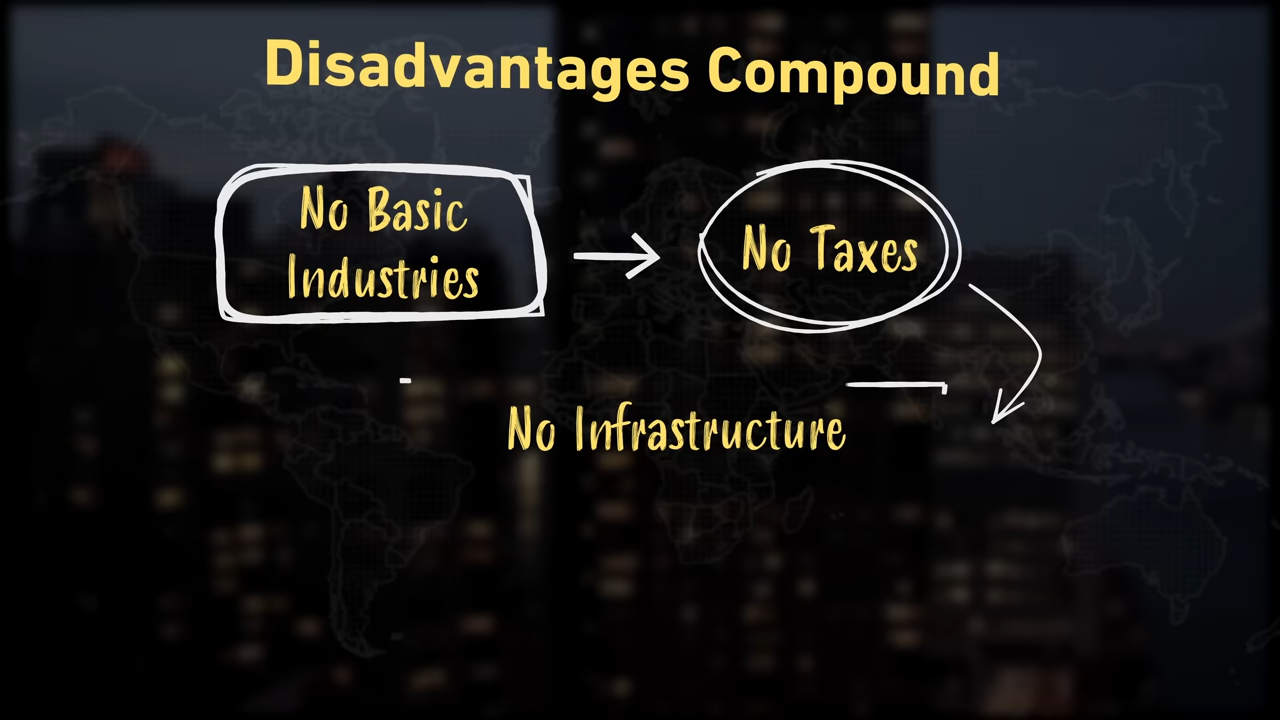 Disadvantages Compound
No Basic
Industries
No Taxes
No Infrastructure